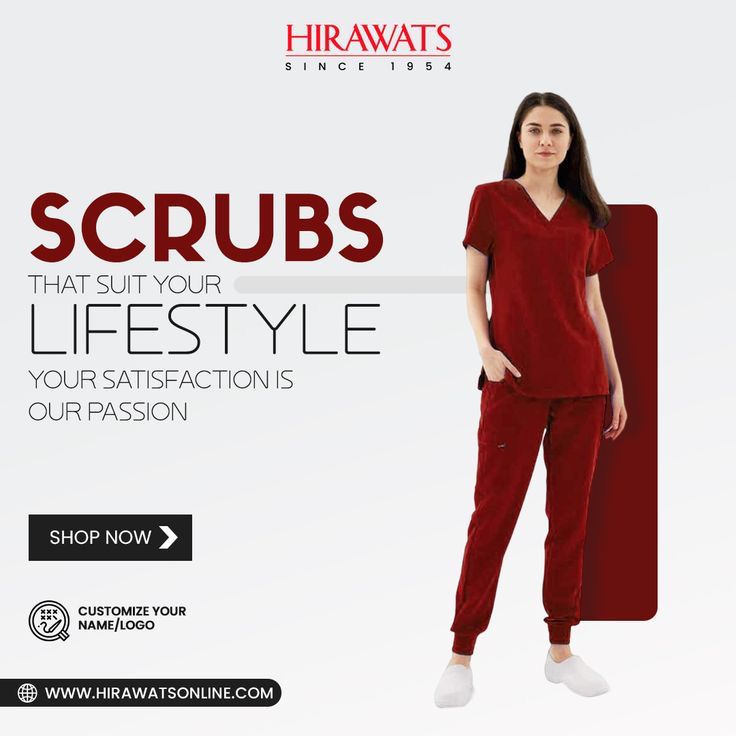 HIRAWATS
SINCE 1954
SCRUBS
THAT SUIT YOUR
LIFESTYLE
YOUR SATISFACTION IS
OUR PASSION
SHOP NOW
CUSTOMIZE YOUR
NAME/LOGO
WWW.HIRAWATSONLINE.COM